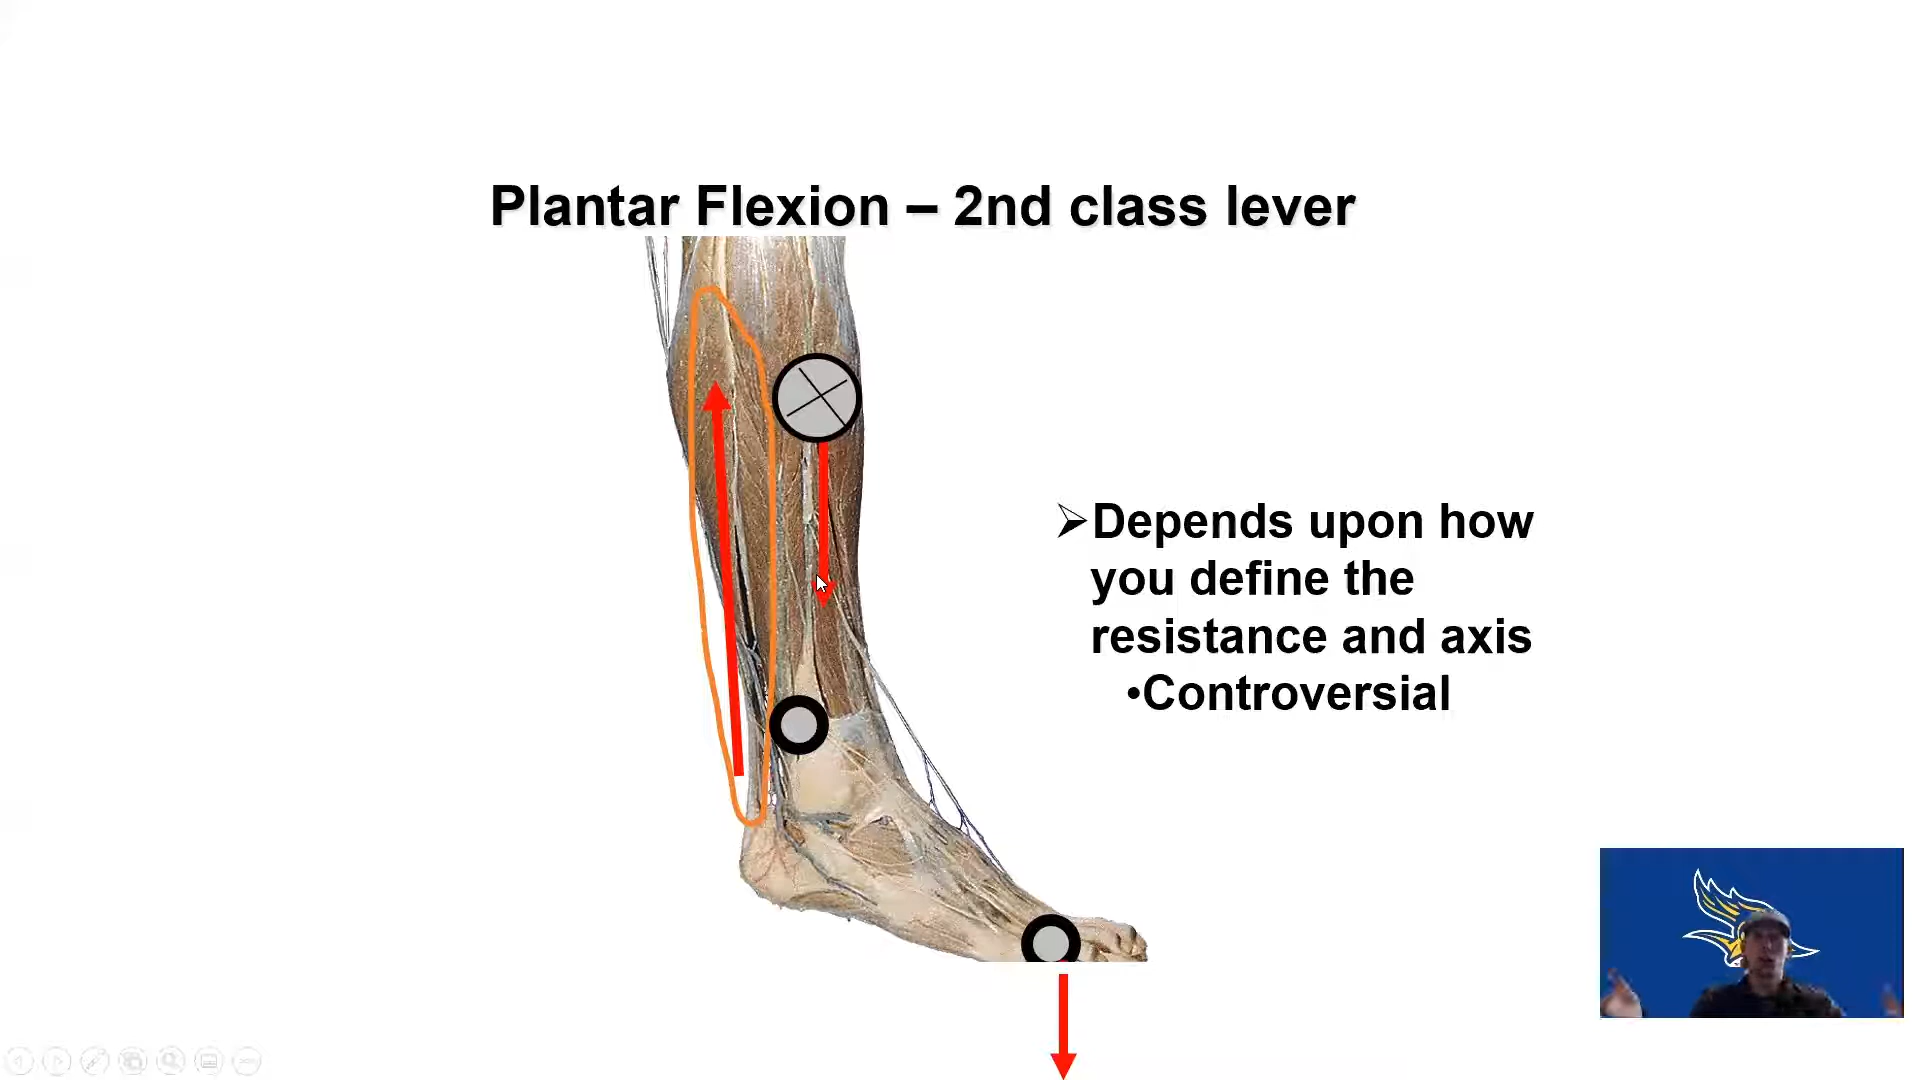 Plantar Flexion – 2nd class lever
➢Depends upon how
you define the
resistance and axis
•Controversial